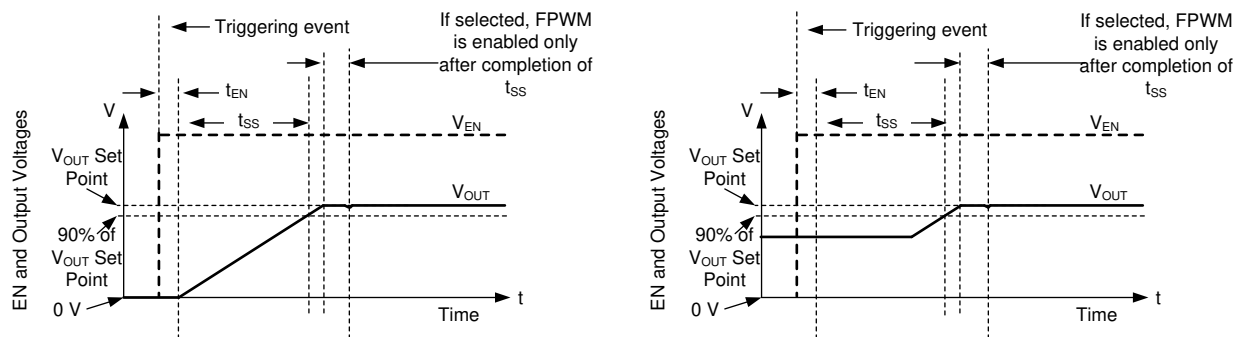 Triggering event
If selected, FPWM
is enabled only
after completion of
tSS
tEN
V
tSS
VEN
EN and Output Voltages
VOUT Set
Point
VOUT
90% of
VOUT Set
Point
0 V
t
Time
Triggering event
If selected, FPWM
is enabled only
after completion of
tSS
tEN
V
tSS
VEN
EN and Output Voltages
VOUT Set
Point
VOUT
90% of
VOUT Set
Point
0 V
t
Time